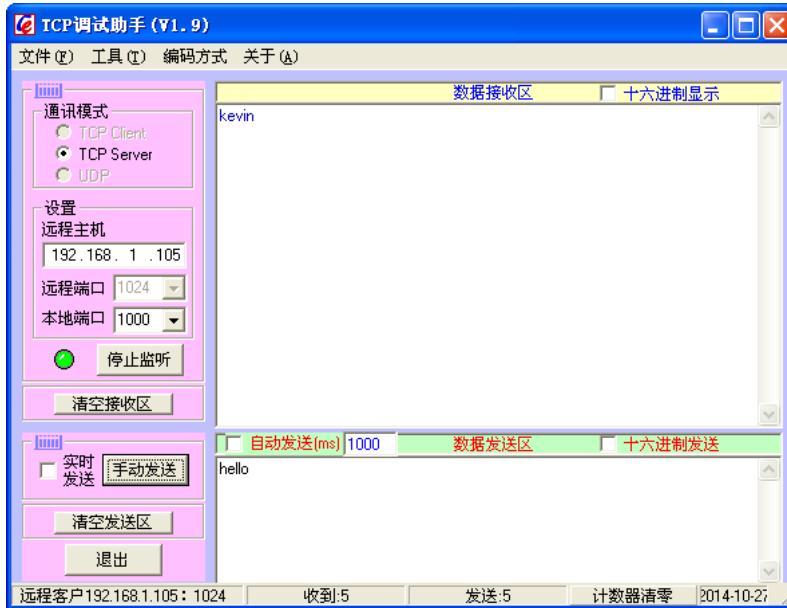 TCP调试助手(V1.9)
文件(F) 工具(T) 编码方式 关于(A)
通讯模式
TCP Client
TCP Server
UDP
设置
远程主机
192.168. 1 .105
远程端口 1024
本地端口 1000
停止监听
清空接收区
数据接收区 十六进制显示
kevin
实时发送 手动发送
清空发送区
退出
自动发送(ms) 1000 数据发送区 十六进制发送
hello
远程客户192.168.1.105：1024 收到:5 发送:5 计数器清零 2014-10-27